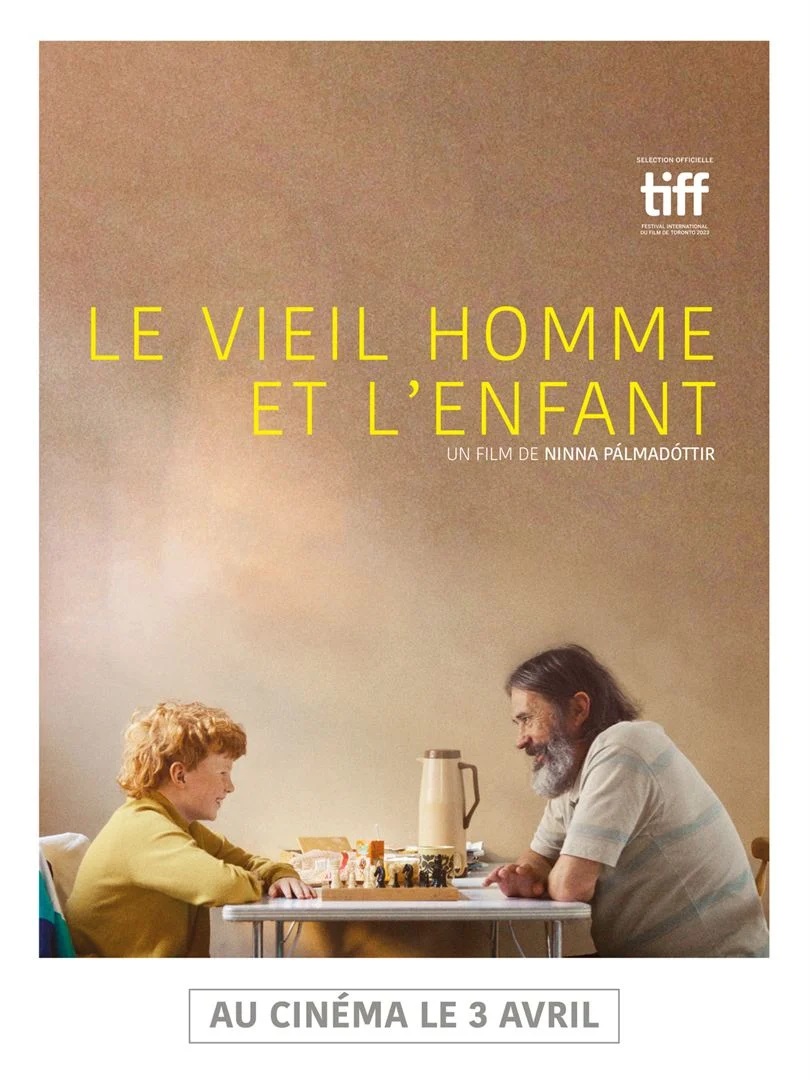 SELECTION OFFICIELLE
tiff
FESTIVAL INTERNATIONAL
DU FILM DE TORONTO 2023
LE VIEIL HOMME
ET L’ENFANT
UN FILM DE NINNA PÁLMADÓTTIR
AU CINÉMA LE 3 AVRIL